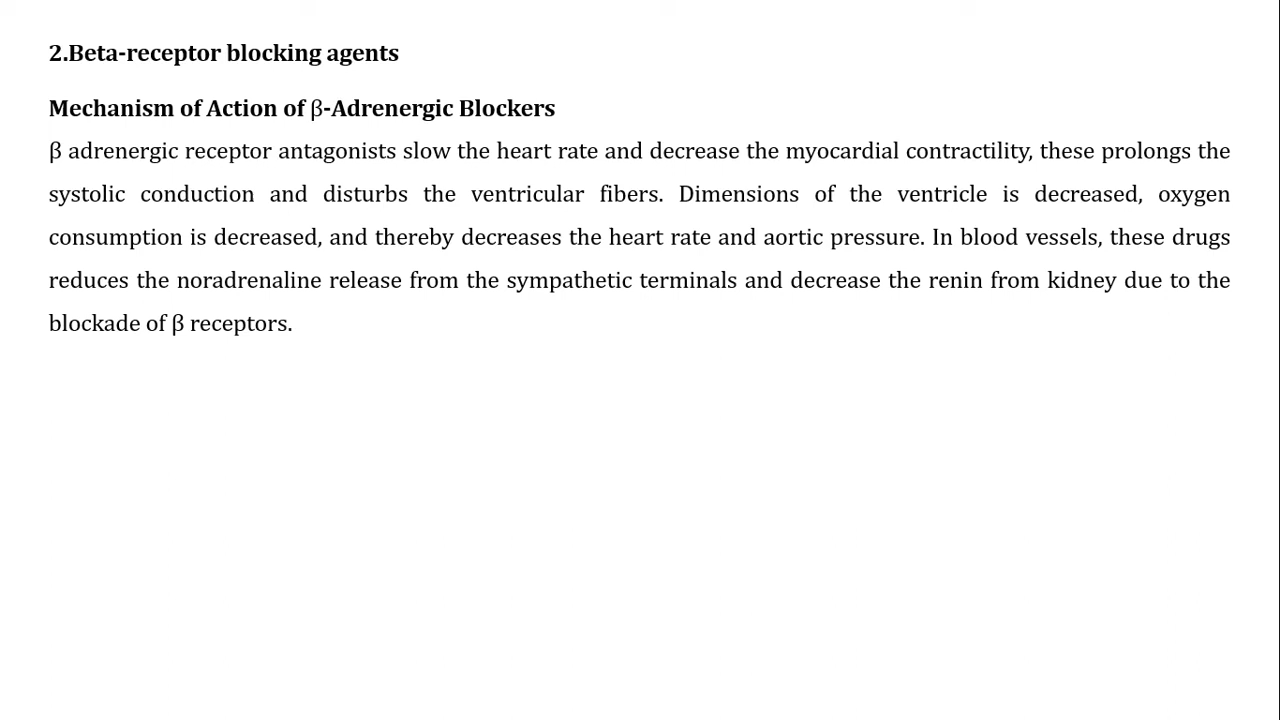 2.Beta-receptor blocking agents
Mechanism of Action of β-Adrenergic Blockers
β adrenergic receptor antagonists slow the heart rate and decrease the myocardial contractility, these prolongs the
systolic conduction and disturbs the ventricular fibers. Dimensions of the ventricle is decreased, oxygen
consumption is decreased, and thereby decreases the heart rate and aortic pressure. In blood vessels, these drugs
reduces the noradrenaline release from the sympathetic terminals and decrease the renin from kidney due to the
blockade of β receptors.